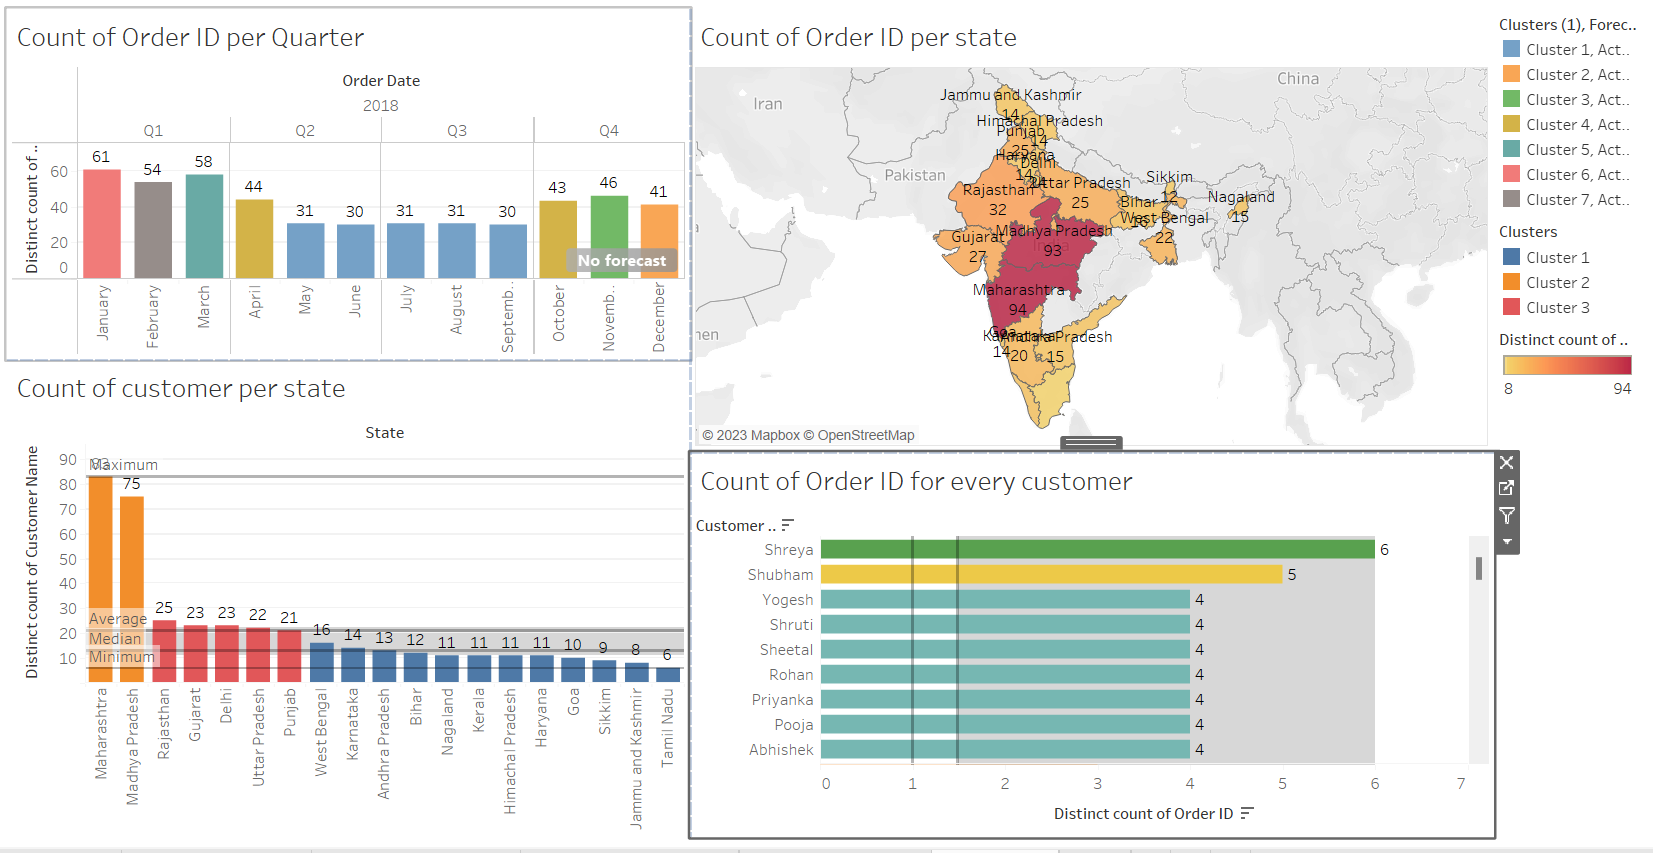 Count of Order ID per Quarter
Order Date
2018
Q1 Q2 Q3 Q4
Distinct count of ..
60
40
20
0
61 54 58 44 31 30 31 31 30 43 46 41
No forecast
January February March April May June July August Septemb.. October Novemb.. December
Count of Order ID per state
Iran
China
Pakistan
Jammu and Kashmir
14
Himachal Pradesh
14
Punjab
25
Haryana
14
Delhi
Uttar Pradesh
25
Rajasthan
32
Sikkim
12
Nagaland
15
Bihar
16
West Bengal
22
Madhya Pradesh
93
Gujarat
27
Maharashtra
94
Goa
14
Karnataka
20
Andhra Pradesh
15
© 2023 Mapbox © OpenStreetMap
Clusters (1), Forec..
Cluster 1, Act..
Cluster 2, Act..
Cluster 3, Act..
Cluster 4, Act..
Cluster 5, Act..
Cluster 6, Act..
Cluster 7, Act..
Clusters
Cluster 1
Cluster 2
Cluster 3
Distinct count of ..
8 94
Count of customer per state
State
Distinct count of Customer Name
90
80
70
60
50
40
30
20
10
Maximum
Average
Median
Minimum
83 75 25 23 23 22 21 16 14 13 12 11 11 11 11 10 9 8 6
Maharashtra Madhya Pradesh Rajasthan Gujarat Delhi Uttar Pradesh Punjab West Bengal Karnataka Andhra Pradesh Bihar Nagaland Kerala Himachal Pradesh Haryana Goa Sikkim Jammu and Kashmir Tamil Nadu
Count of Order ID for every customer
Customer ..
Shreya 6
Shubham 5
Yogesh 4
Shruti 4
Sheetal 4
Rohan 4
Priyanka 4
Pooja 4
Abhishek 4
0 1 2 3 4 5 6 7
Distinct count of Order ID